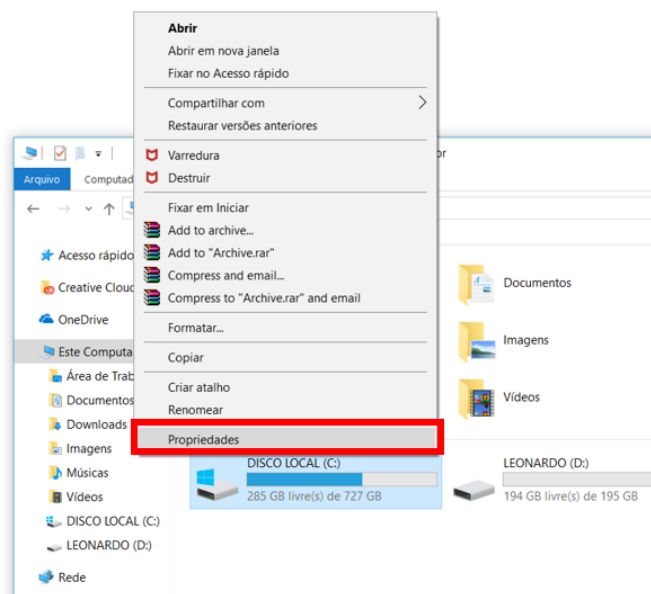 Abrir
Abrir em nova janela
Fixar no Acesso rápido
Compartilhar com
Restaurar versões anteriores
Varredura
Destruir
Fixar em Iniciar
Add to archive...
Add to "Archive.rar"
Compress and email...
Compress to "Archive.rar" and email
Formatar...
Copiar
Criar atalho
Renomear
Propriedades
or
Arquivo
Computad
Acesso rápido
Creative Cloud
OneDrive
Este Computa
Área de Trab
Documentos
Downloads
Imagens
Músicas
Vídeos
DISCO LOCAL (C:)
LEONARDO (D:)
Rede
Documentos
Imagens
Vídeos
DISCO LOCAL (C:)
285 GB livre(s) de 727 GB
LEONARDO (D:)
194 GB livre(s) de 195 GB